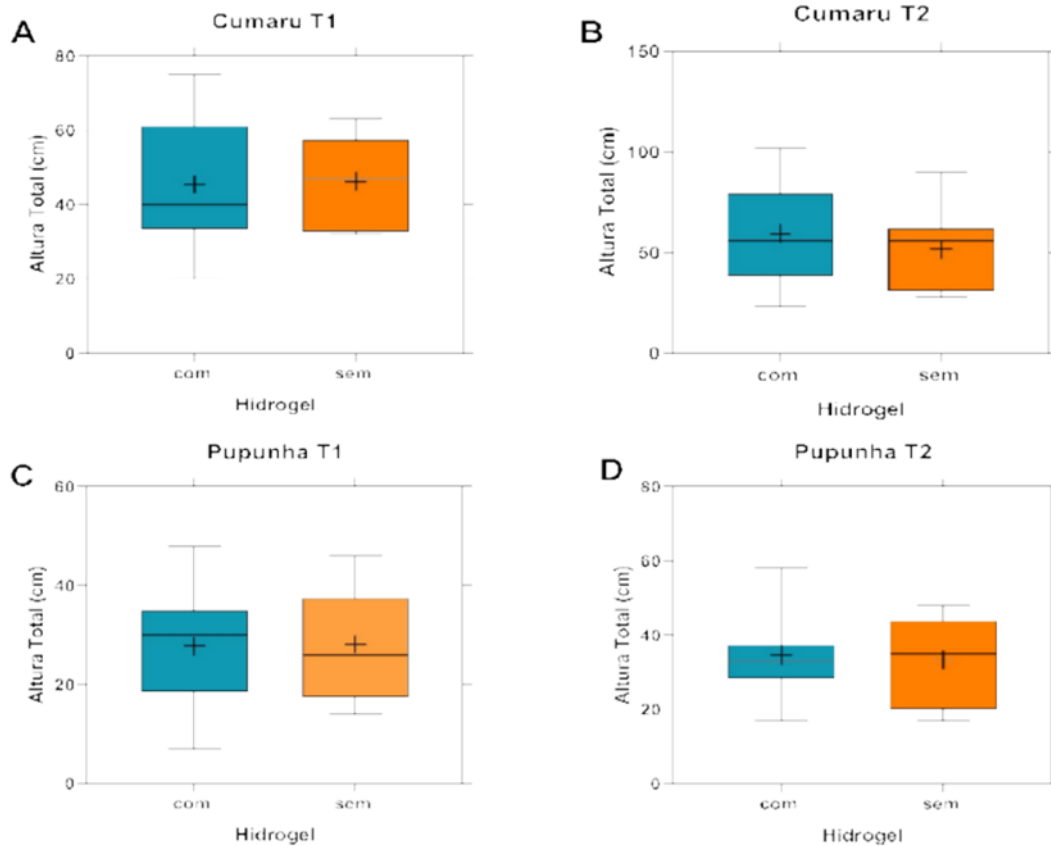 A
Cumaru T1
80
60
40
20
0
Altura Total (cm)
com sem
Hidrogel
B
Cumaru T2
150
100
50
0
Altura Total (cm)
com sem
Hidrogel
C
Pupunha T1
60
40
20
0
Altura Total (cm)
com sem
Hidrogel
D
Pupunha T2
80
60
40
20
0
Altura Total (cm)
com sem
Hidrogel